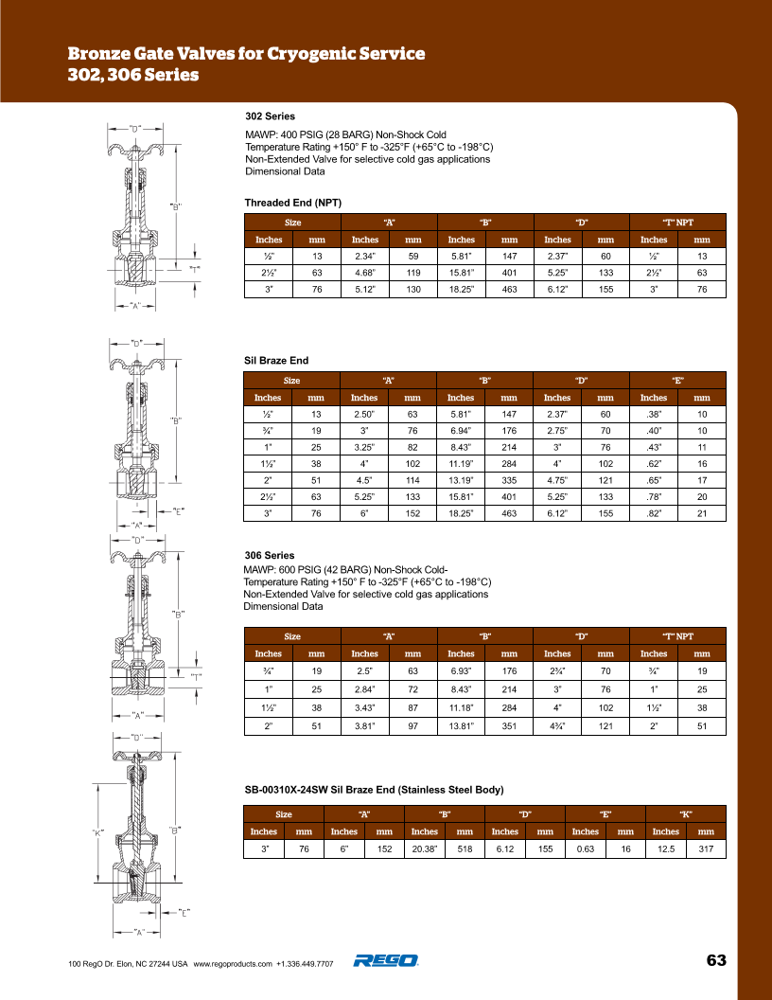 Bronze Gate Valves for Cryogenic Service
302, 306 Series
302 Series
MAWP: 400 PSIG (28 BARG) Non-Shock Cold
Temperature Rating +150° F to -325°F (+65°C to -198°C)
Non-Extended Valve for selective cold gas applications
Dimensional Data
"D"
"B"
"T"
"A"
Threaded End (NPT)
Size “A” “B” “D” “T” NPT
Inches mm Inches mm Inches mm Inches mm Inches mm
½” 13 2.34” 59 5.81” 147 2.37” 60 ½” 13
2½” 63 4.68” 119 15.81” 401 5.25” 133 2½” 63
3” 76 5.12” 130 18.25” 463 6.12” 155 3” 76
"D"
"B"
"E"
"A"
Sil Braze End
Size “A” “B” “D” “E”
Inches mm Inches mm Inches mm Inches mm Inches mm
½” 13 2.50” 63 5.81” 147 2.37” 60 .38” 10
¾” 19 3” 76 6.94” 176 2.75” 70 .40” 10
1” 25 3.25” 82 8.43” 214 3” 76 .43” 11
1½” 38 4” 102 11.19” 284 4” 102 .62” 16
2” 51 4.5” 114 13.19” 335 4.75” 121 .65” 17
2½” 63 5.25” 133 15.81” 401 5.25” 133 .78” 20
3” 76 6” 152 18.25” 463 6.12” 155 .82” 21
"D"
"B"
"T"
"A"
306 Series
MAWP: 600 PSIG (42 BARG) Non-Shock Cold-
Temperature Rating +150° F to -325°F (+65°C to -198°C)
Non-Extended Valve for selective cold gas applications
Dimensional Data
Size “A” “B” “D” “T” NPT
Inches mm Inches mm Inches mm Inches mm Inches mm
¾” 19 2.5” 63 6.93” 176 2¾” 70 ¾” 19
1” 25 2.84” 72 8.43” 214 3” 76 1” 25
1½” 38 3.43” 87 11.18” 284 4” 102 1½” 38
2” 51 3.81” 97 13.81” 351 4¾” 121 2” 51
"D"
"K"
"B"
"E"
"A"
SB-00310X-24SW Sil Braze End (Stainless Steel Body)
Size “A” “B” “D” “E” “K”
Inches mm Inches mm Inches mm Inches mm Inches mm Inches mm
3” 76 6” 152 20.38” 518 6.12 155 0.63 16 12.5 317
100 RegO Dr. Elon, NC 27244 USA www.regoproducts.com +1.336.449.7707
REGO
63